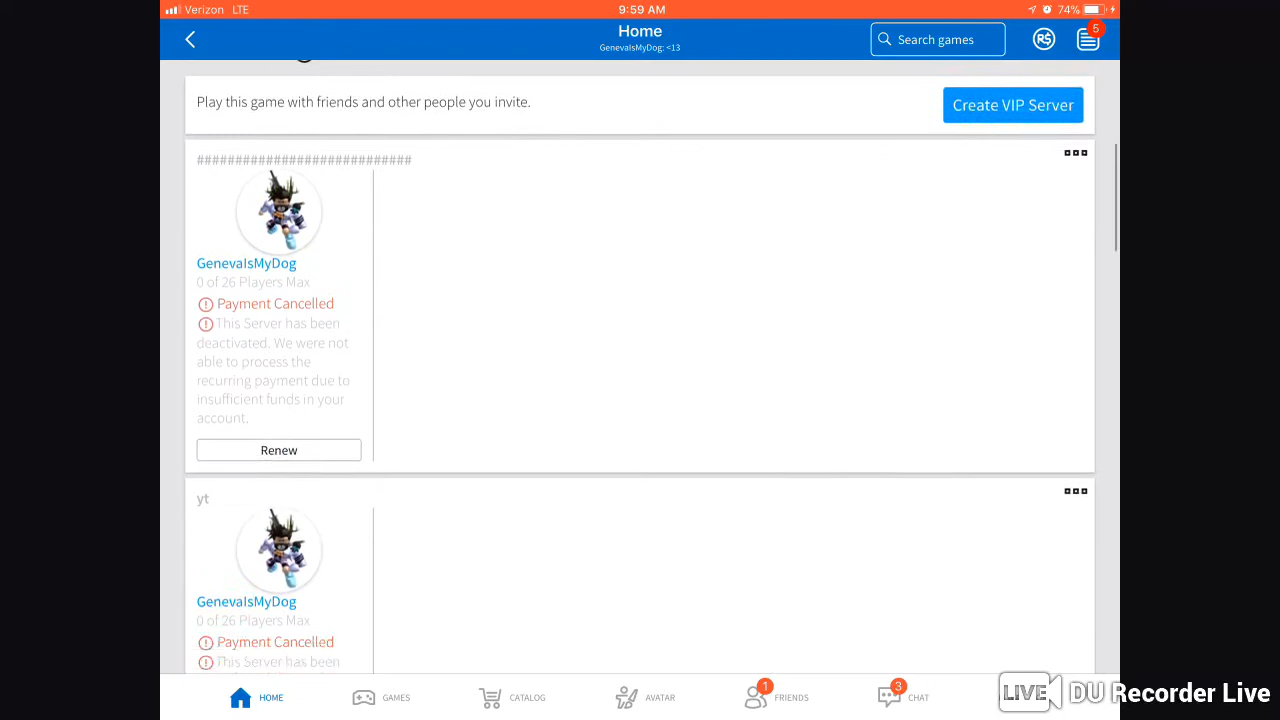 Verizon LTE 9:59 AM 74%
Home
GenevaIsMyDog: <13
Search games
R$
5
Play this game with friends and other people you invite.
Create VIP Server
############################
GenevaIsMyDog
0 of 26 Players Max
Payment Cancelled
This Server has been
deactivated. We were not
able to process the
recurring payment due to
insufficient funds in your
account.
Renew
yt
GenevaIsMyDog
0 of 26 Players Max
Payment Cancelled
This Server has been
HOME GAMES CATALOG AVATAR 1 FRIENDS 3 CHAT
LIVE DU Recorder Live